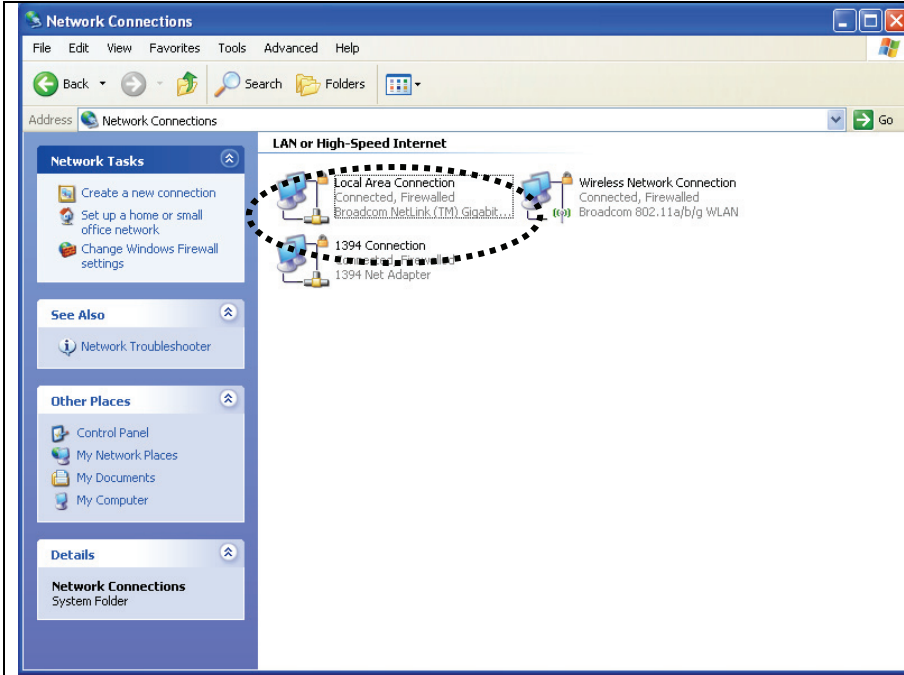 Network Connections
File Edit View Favorites Tools Advanced Help
Back Search Folders
Address Network Connections Go
Network Tasks
Create a new connection
Set up a home or small
office network
Change Windows Firewall
settings
See Also
Network Troubleshooter
Other Places
Control Panel
My Network Places
My Documents
My Computer
Details
Network Connections
System Folder
LAN or High-Speed Internet
Local Area Connection
Connected, Firewalled
Broadcom NetLink (TM) Gigabit...
Wireless Network Connection
Connected, Firewalled
Broadcom 802.11a/b/g WLAN
1394 Connection
Connected, Firewalled
1394 Net Adapter